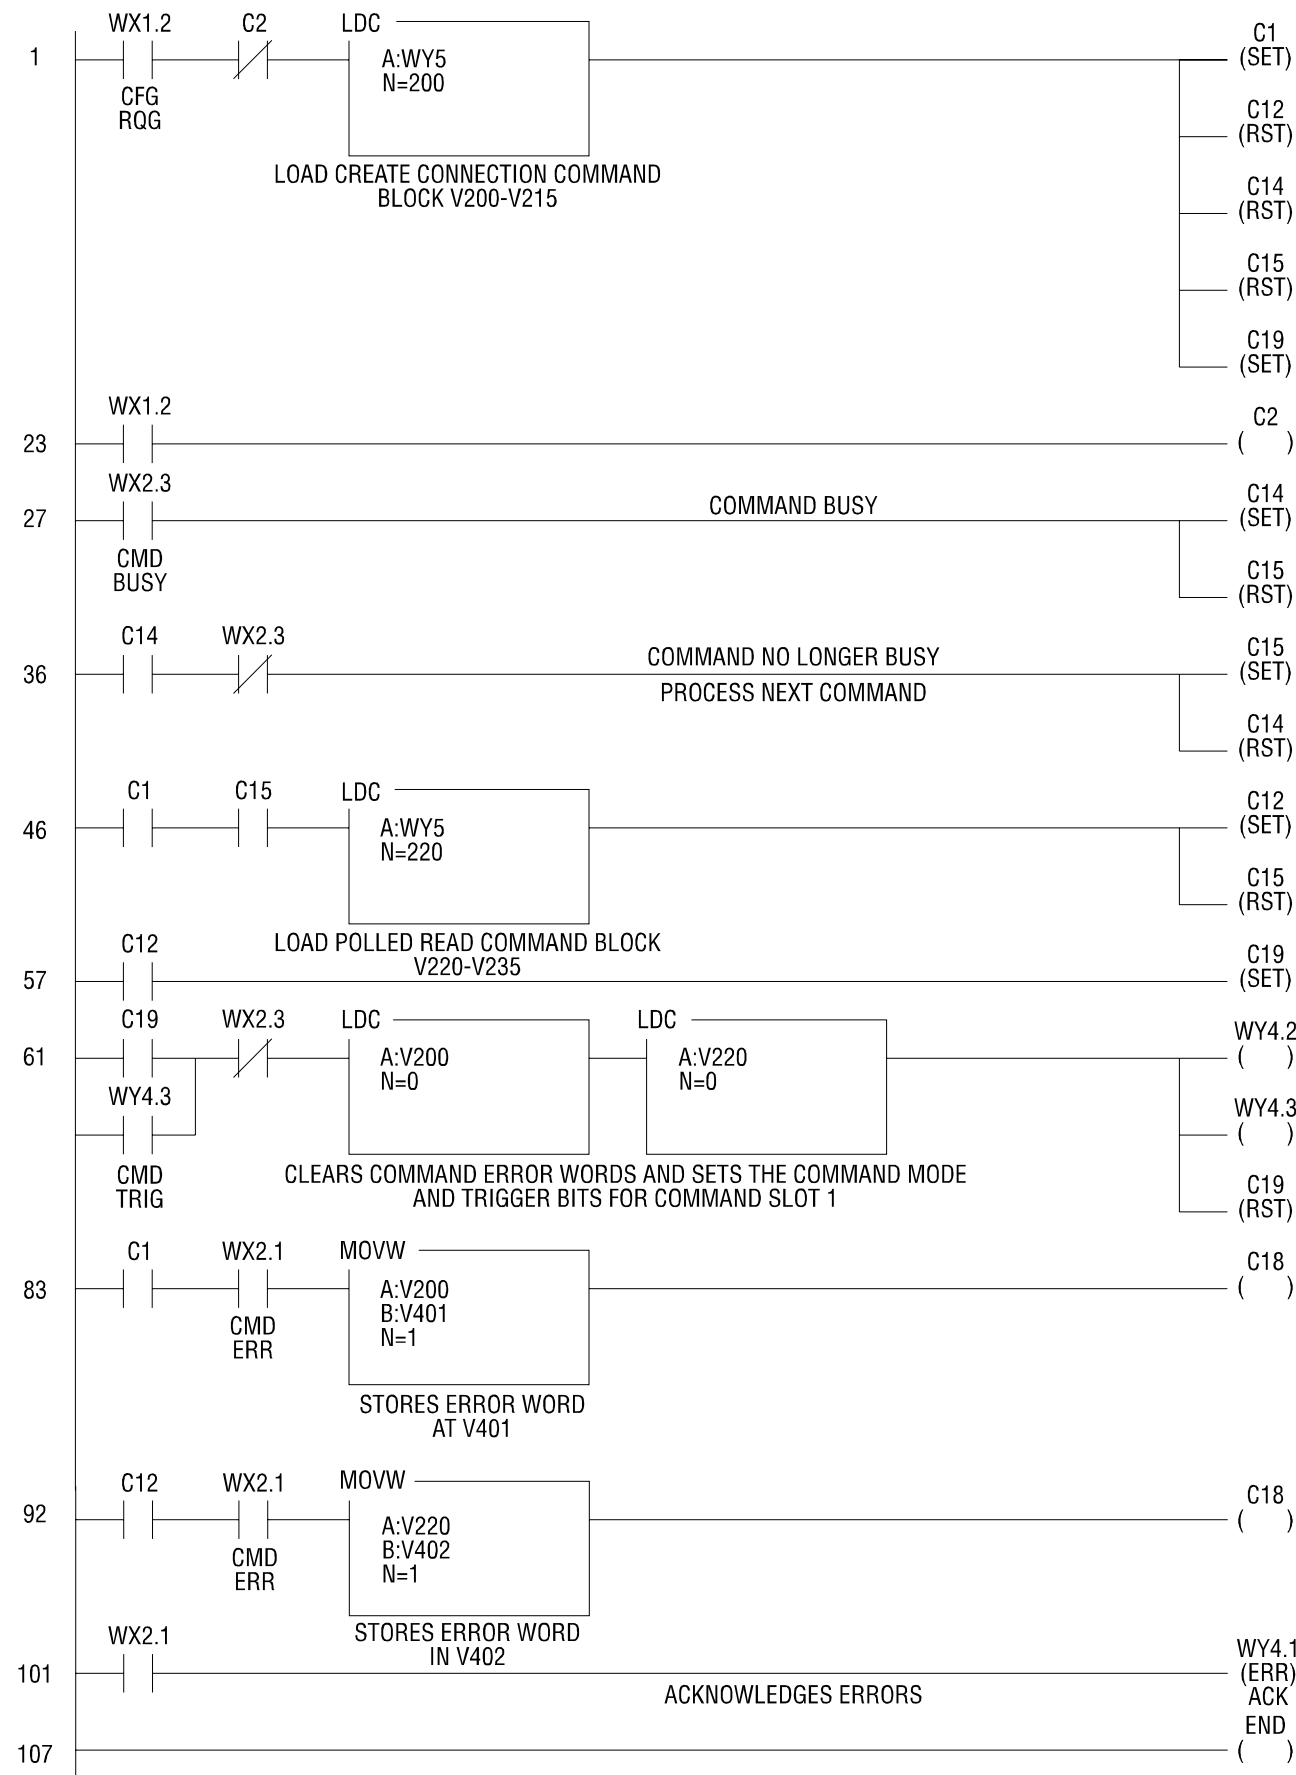 WX1.2 C2 LDC C1
1 A:WY5 (SET)
N=200
CFG
RQG
C12
(RST)
LOAD CREATE CONNECTION COMMAND
BLOCK V200-V215
C14
(RST)
C15
(RST)
C19
(SET)
WX1.2 C2
23 ( )
WX2.3 C14
27 COMMAND BUSY (SET)
CMD
BUSY
C15
(RST)
C14 WX2.3 C15
36 COMMAND NO LONGER BUSY (SET)
PROCESS NEXT COMMAND
C14
(RST)
C1 C15 LDC C12
46 A:WY5 (SET)
N=220
C15
(RST)
LOAD POLLED READ COMMAND BLOCK
V220-V235
C12 C19
57 (SET)
C19 WX2.3 LDC LDC WY4.2
61 A:V200 A:V220 ( )
N=0 N=0
WY4.3 WY4.3
( )
CMD
TRIG
CLEARS COMMAND ERROR WORDS AND SETS THE COMMAND MODE
AND TRIGGER BITS FOR COMMAND SLOT 1
C19
(RST)
C1 WX2.1 MOVW C18
83 A:V200 ( )
B:V401
N=1
CMD
ERR
STORES ERROR WORD
AT V401
C12 WX2.1 MOVW C18
92 A:V220 ( )
B:V402
N=1
CMD
ERR
STORES ERROR WORD
IN V402
WX2.1 WY4.1
101 (ERR)
ACKNOWLEDGES ERRORS ACK
END
107 ( )